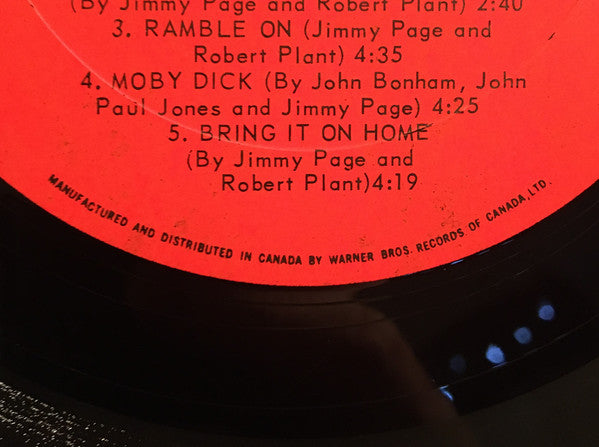 (By Jimmy Page and Robert Plant) 2:40
3. RAMBLE ON (Jimmy Page and
Robert Plant) 4:35
4. MOBY DICK (By John Bonham, John
Paul Jones and Jimmy Page) 4:25
5. BRING IT ON HOME
(By Jimmy Page and
Robert Plant)4:19
MANUFACTURED AND DISTRIBUTED IN CANADA BY WARNER BROS. RECORDS OF CANADA, LTD.